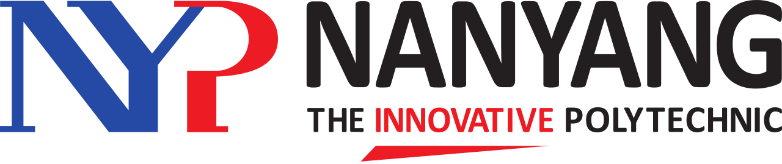 NYP
NANYANG
THE INNOVATIVE POLYTECHNIC